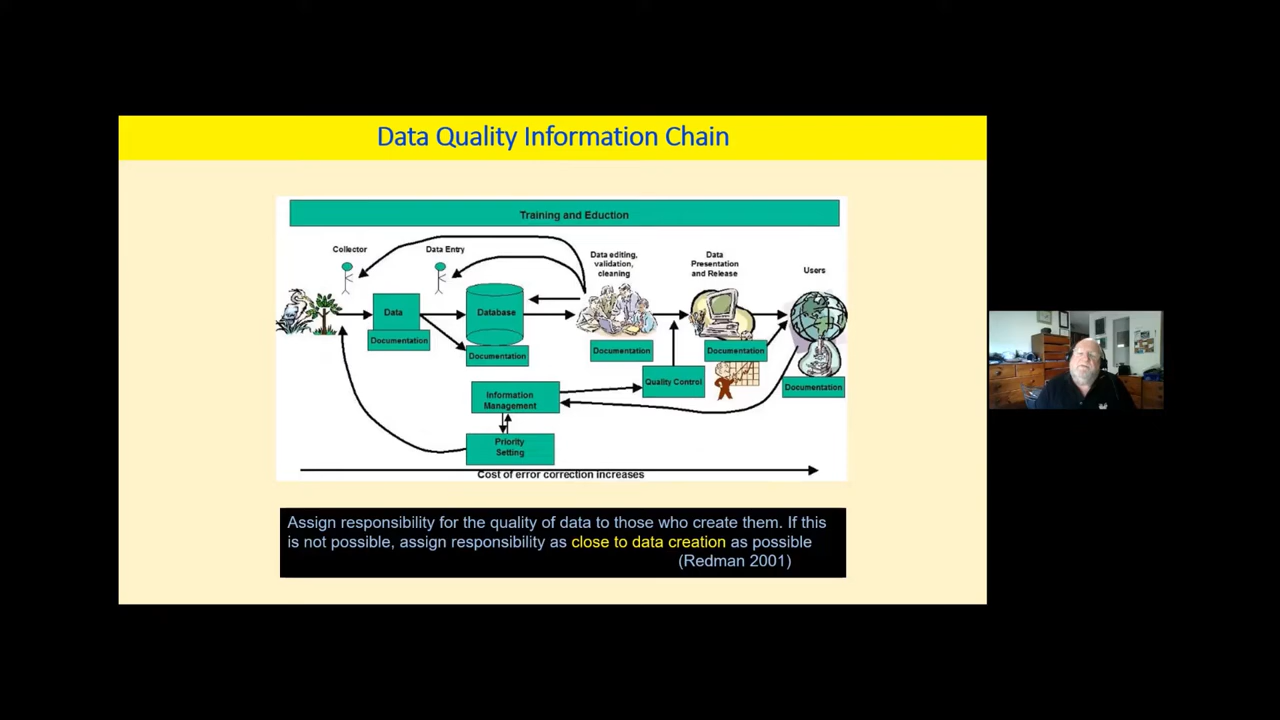 Data Quality Information Chain
Training and Eduction
Collector
Data Entry
Data editing,
validation,
cleaning
Data
Presentation
and Release
Users
Data
Documentation
Database
Documentation
Documentation
Documentation
Documentation
Quality Control
Information
Management
Priority
Setting
Cost of error correction increases
Assign responsibility for the quality of data to those who create them. If this
is not possible, assign responsibility as close to data creation as possible
(Redman 2001)